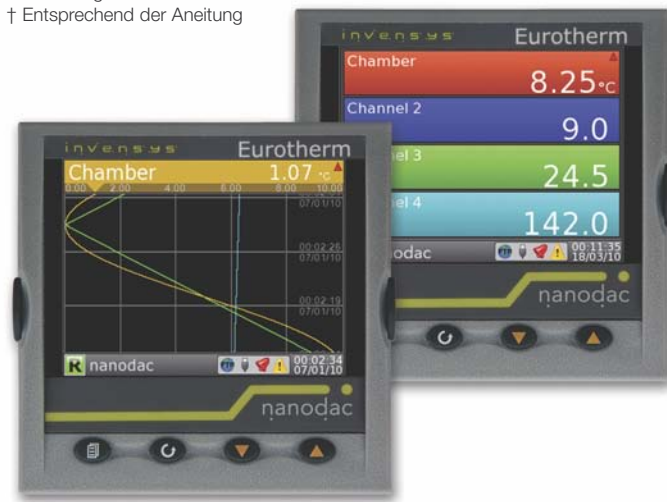 † Entsprechend der Aneitung
invensys Eurotherm
Chamber
8.25°C
Channel 2
9.0
nel 3
24.5
nel 4
142.0
odac
00:11:35
18/03/10
nanodac
invensys Eurotherm
Chamber 1.07 °C
0.00 2.00 4.00 6.00 8.00 10.00
07/01/10
00:02:26
07/01/10
00:02:19
07/01/10
R nanodac
00:02:34
07/01/10
nanodac